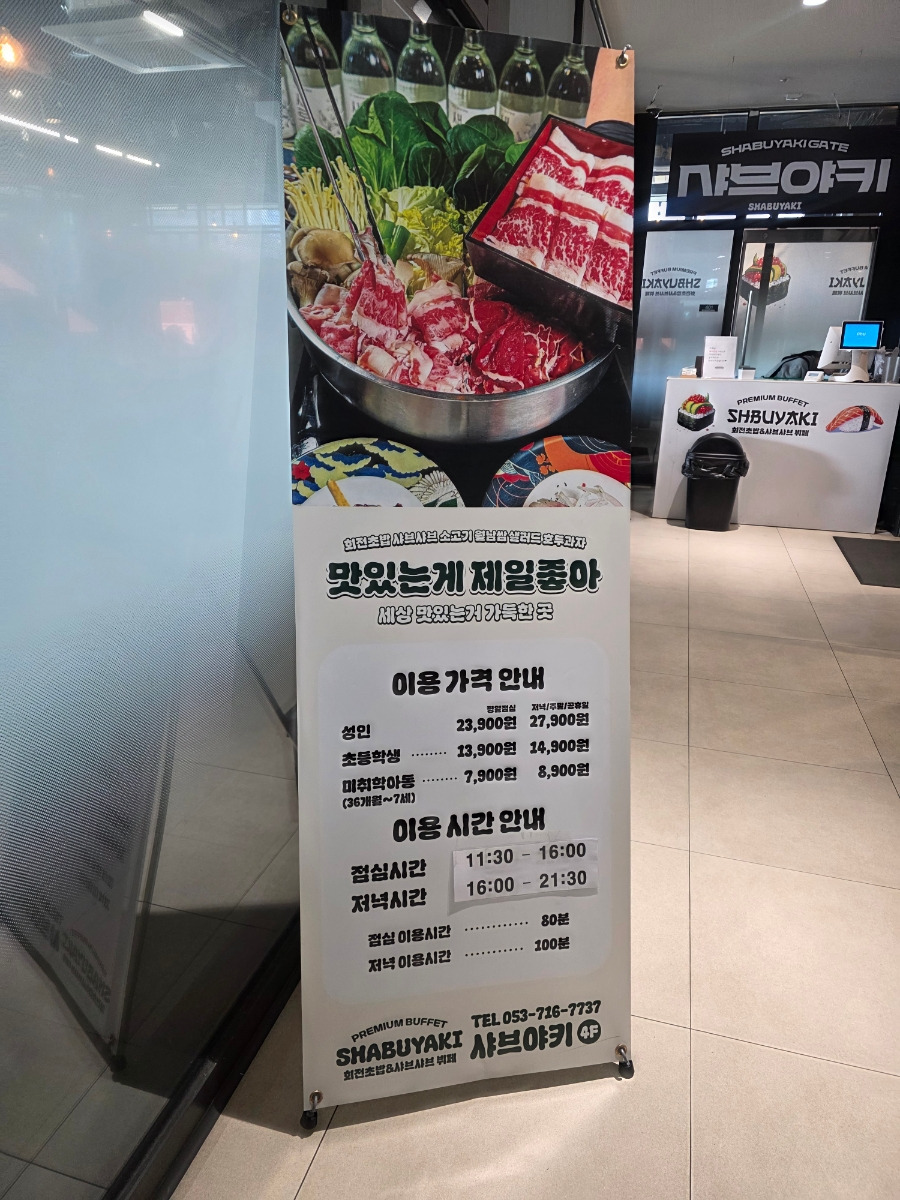 회전초밥 샤브샤브 소고기 월남쌈 샐러드 호두과자
맛있는게 제일좋아
세상 맛있는거 가득한 곳
이용 가격 안내
평일점심 저녁/주말/공휴일
성인 23,900원 27,900원
초등학생 ········ 13,900원 14,900원
미취학아동 ········ 7,900원 8,900원
(36개월~7세)
이용 시간 안내
점심시간 11:30 - 16:00
저녁시간 16:00 - 21:30
점심 이용시간 ············ 80분
저녁 이용시간 ··········· 100분
PREMIUM BUFFET
SHABUYAKI
회전초밥&샤브샤브 뷔페
TEL 053-716-7737
샤브야키 4F
SHABUYAKI GATE
샤브야키
SHABUYAKI
PREMIUM BUFFET
SHBUYAKI
회전초밥&샤브샤브 뷔페